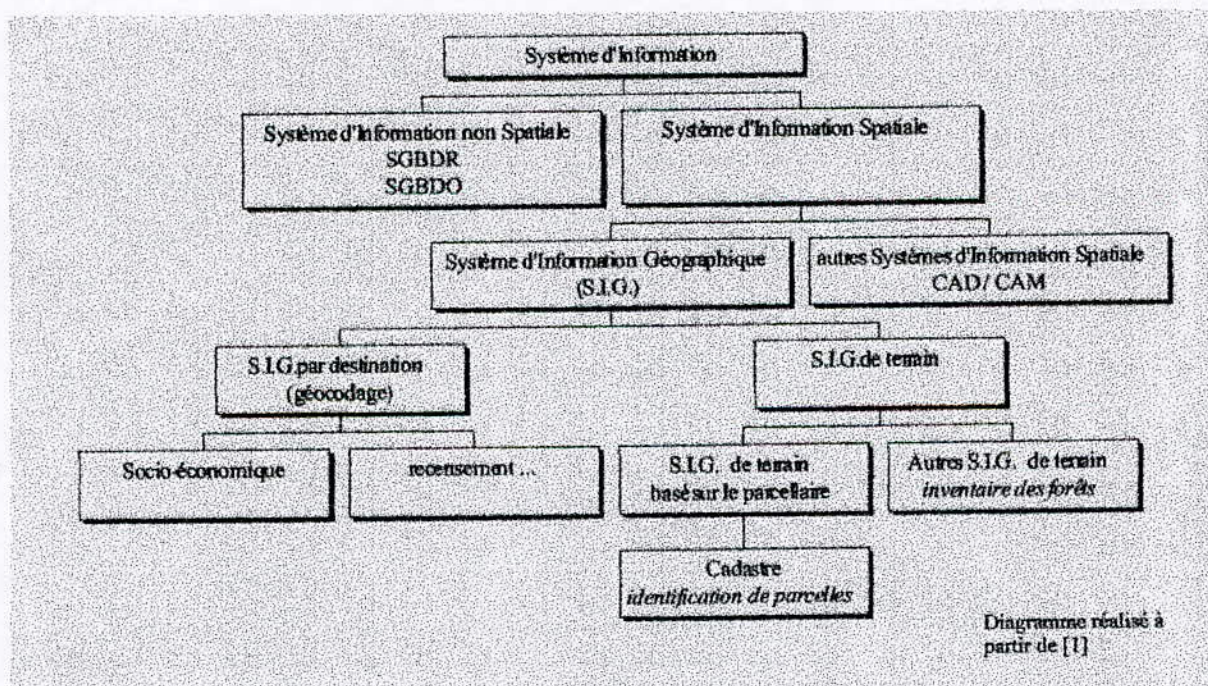 Système d'Information
Système d'Information non Spatiale
SGBDR
SGBDO
Système d'Information Spatiale
Système d'Information Géographique
(S.I.G.)
autres Systèmes d'Information Spatiale
CAD/ CAM
S.I.G.par destination
(géocodage)
S.I.G.de terrain
Socio-économique
recensement ...
S.I.G. de terrain
basé sur le parcellaire
Autres S.I.G. de terrain
inventaire des forêts
Cadastre
identification de parcelles
Diagramme réalisé à
partir de [1]